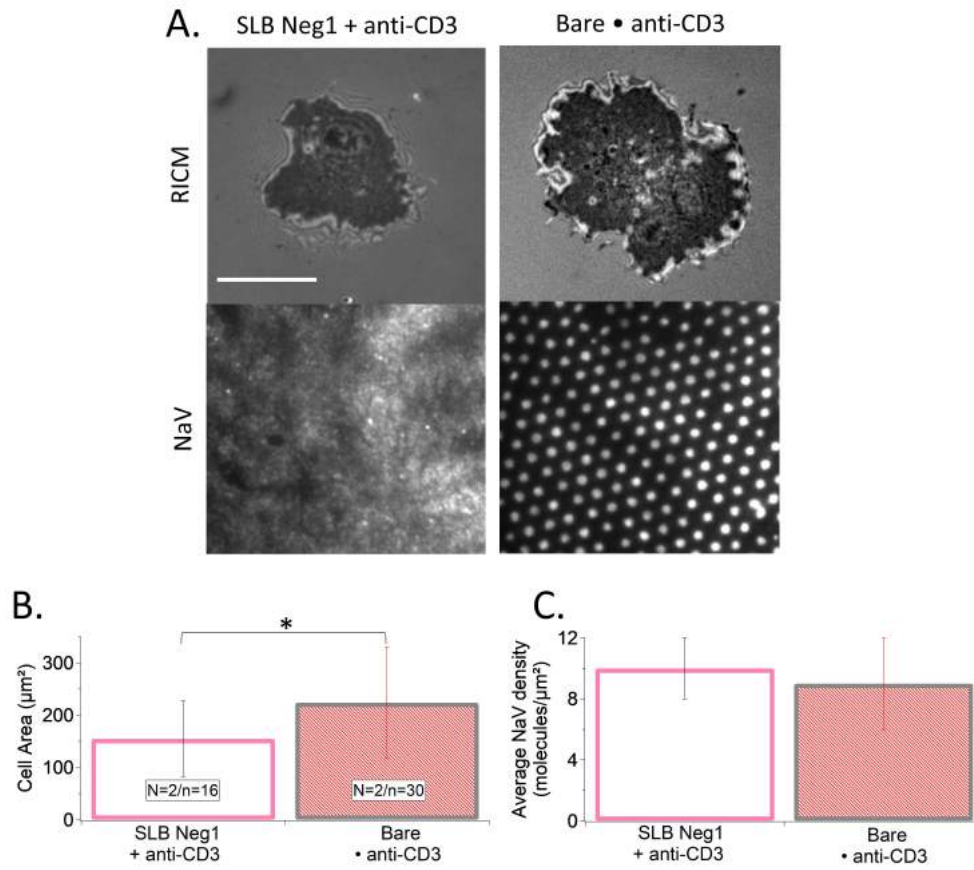 A.
SLB Neg1 + anti-CD3
Bare • anti-CD3
RICM
NaV
B.
Cell Area (µm²)
300
200
100
0
*
N=2/n=16
N=2/n=30
SLB Neg1
+ anti-CD3
Bare
• anti-CD3
C.
Average NaV density
(molecules/µm²)
12
8
4
0
SLB Neg1
+ anti-CD3
Bare
• anti-CD3